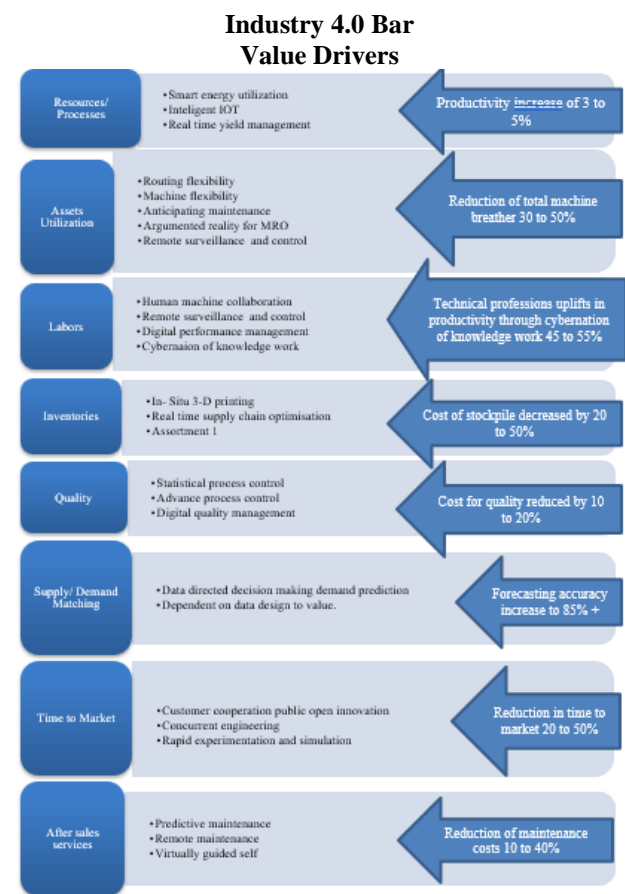 Industry 4.0 Bar
Value Drivers
Resources/
Processes
•Smart energy utilization
•Inteligent IOT
•Real time yield management
Productivity increase of 3 to
5%
Assets
Utilization
•Routing flexibility
•Machine flexibility
•Anticipating maintenance
•Argumented reality for MRO
•Remote surveillance and control
Reduction of total machine
breather 30 to 50%
Labors
•Human machine collaboration
•Remote surveillance and control
•Digital performance management
•Cybernaion of knowledge work
Technical professions uplifts in
productivity through cybernation
of knowledge work 45 to 55%
Inventories
•In- Situ 3-D printing
•Real time supply chain optimisation
•Assortment 1
Cost of stockpile decreased by 20
to 50%
Quality
•Statistical process control
•Advance process control
•Digital quality management
Cost for quality reduced by 10
to 20%
Supply/ Demand
Matching
•Data directed decision making demand prediction
•Dependent on data design to value.
Forecasting accuracy
increase to 85% +
Time to Market
•Customer cooperation public open innovation
•Concurrent engineering
•Rapid experimentation and simulation
Reduction in time to
market 20 to 50%
After sales
services
•Predictive maintenance
•Remote maintenance
•Virtually guided self
Reduction of maintenance
costs 10 to 40%